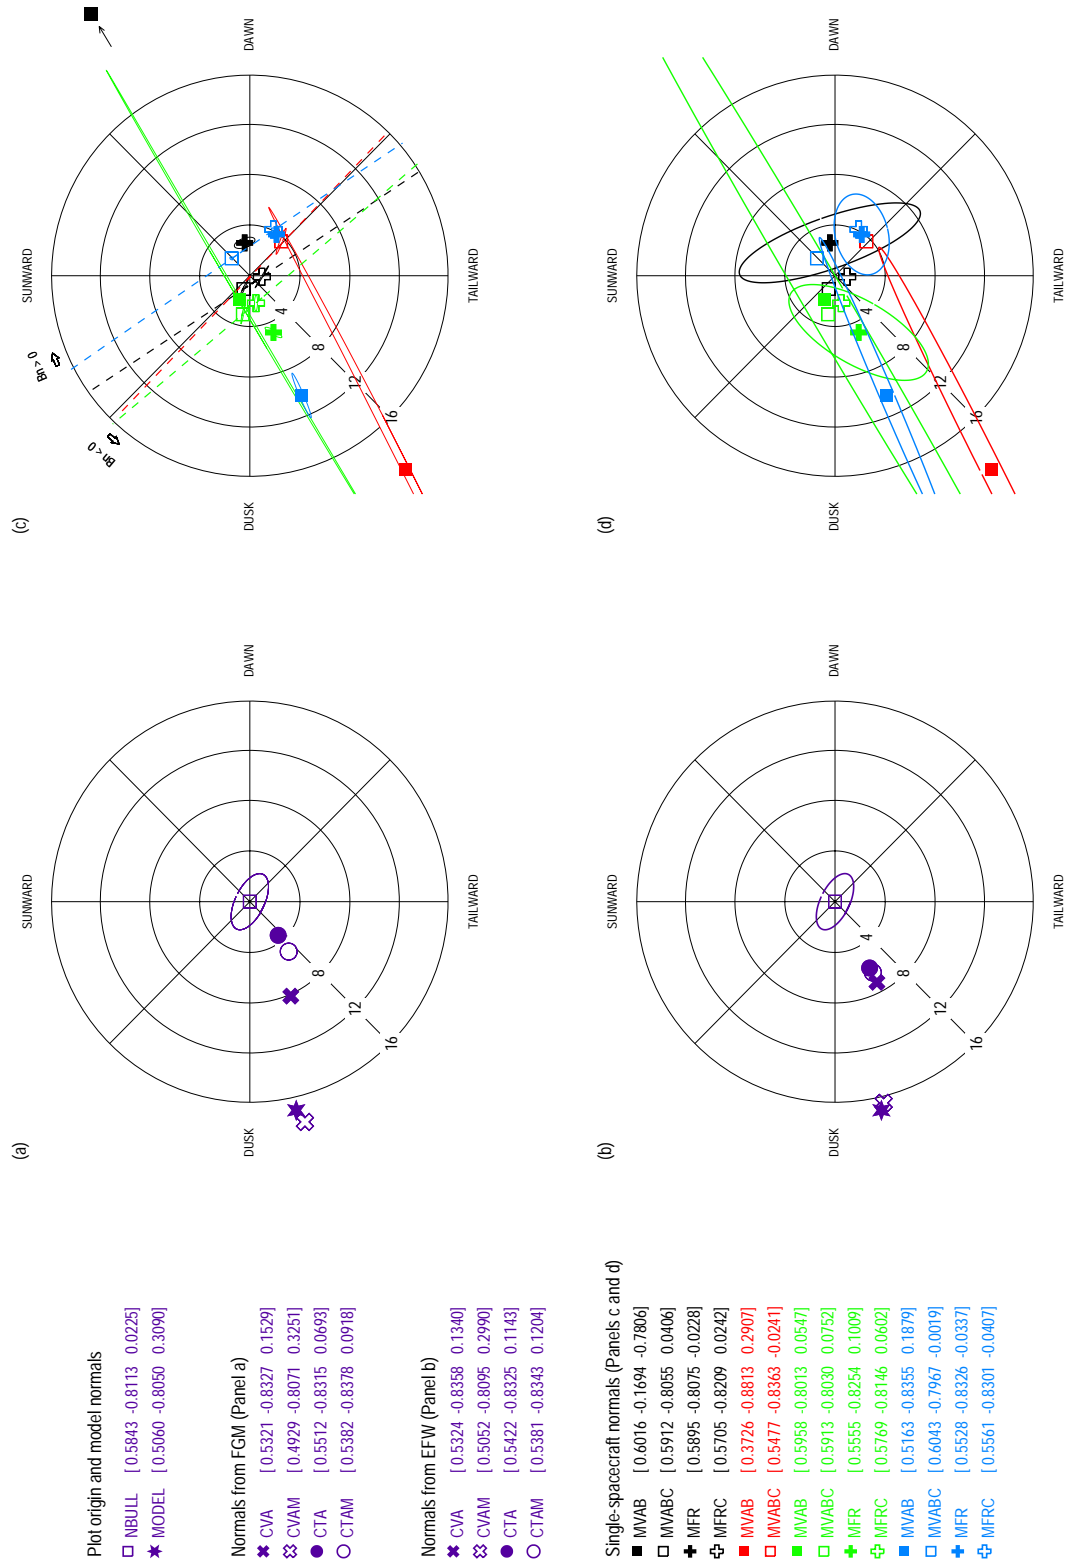 Plot origin and model normals
NBULL [ 0.5843 -0.8113 0.0225]
MODEL [ 0.5060 -0.8050 0.3090]
Normals from FGM (Panel a)
CVA [ 0.5321 -0.8327 0.1529]
CVAM [ 0.4929 -0.8071 0.3251]
CTA [ 0.5512 -0.8315 0.0693]
CTAM [ 0.5382 -0.8378 0.0918]
Normals from EFW (Panel b)
CVA [ 0.5324 -0.8358 0.1340]
CVAM [ 0.5052 -0.8095 0.2990]
CTA [ 0.5422 -0.8325 0.1143]
CTAM [ 0.5381 -0.8343 0.1204]
Single-spacecraft normals (Panels c and d)
MVAB [ 0.6016 -0.1694 -0.7806]
MVABC [ 0.5912 -0.8055 0.0406]
MFR [ 0.5895 -0.8075 -0.0228]
MFRC [ 0.5705 -0.8209 0.0242]
MVAB [ 0.3726 -0.8813 0.2907]
MVABC [ 0.5477 -0.8363 -0.0241]
MVAB [ 0.5958 -0.8013 0.0547]
MVABC [ 0.5913 -0.8030 0.0752]
MFR [ 0.5555 -0.8254 0.1009]
MFRC [ 0.5769 -0.8146 0.0602]
MVAB [ 0.5163 -0.8355 0.1879]
MVABC [ 0.6043 -0.7967 -0.0019]
MFR [ 0.5528 -0.8326 -0.0337]
MFRC [ 0.5561 -0.8301 -0.0407]
(a)
SUNWARD
DUSK
DAWN
TAILWARD
8
12
16
(b)
SUNWARD
DUSK
DAWN
TAILWARD
4
8
12
16
(c)
SUNWARD
DUSK
DAWN
TAILWARD
Bn < 0
Bn > 0
4
8
12
16
(d)
SUNWARD
DUSK
DAWN
TAILWARD
4
8
12
16